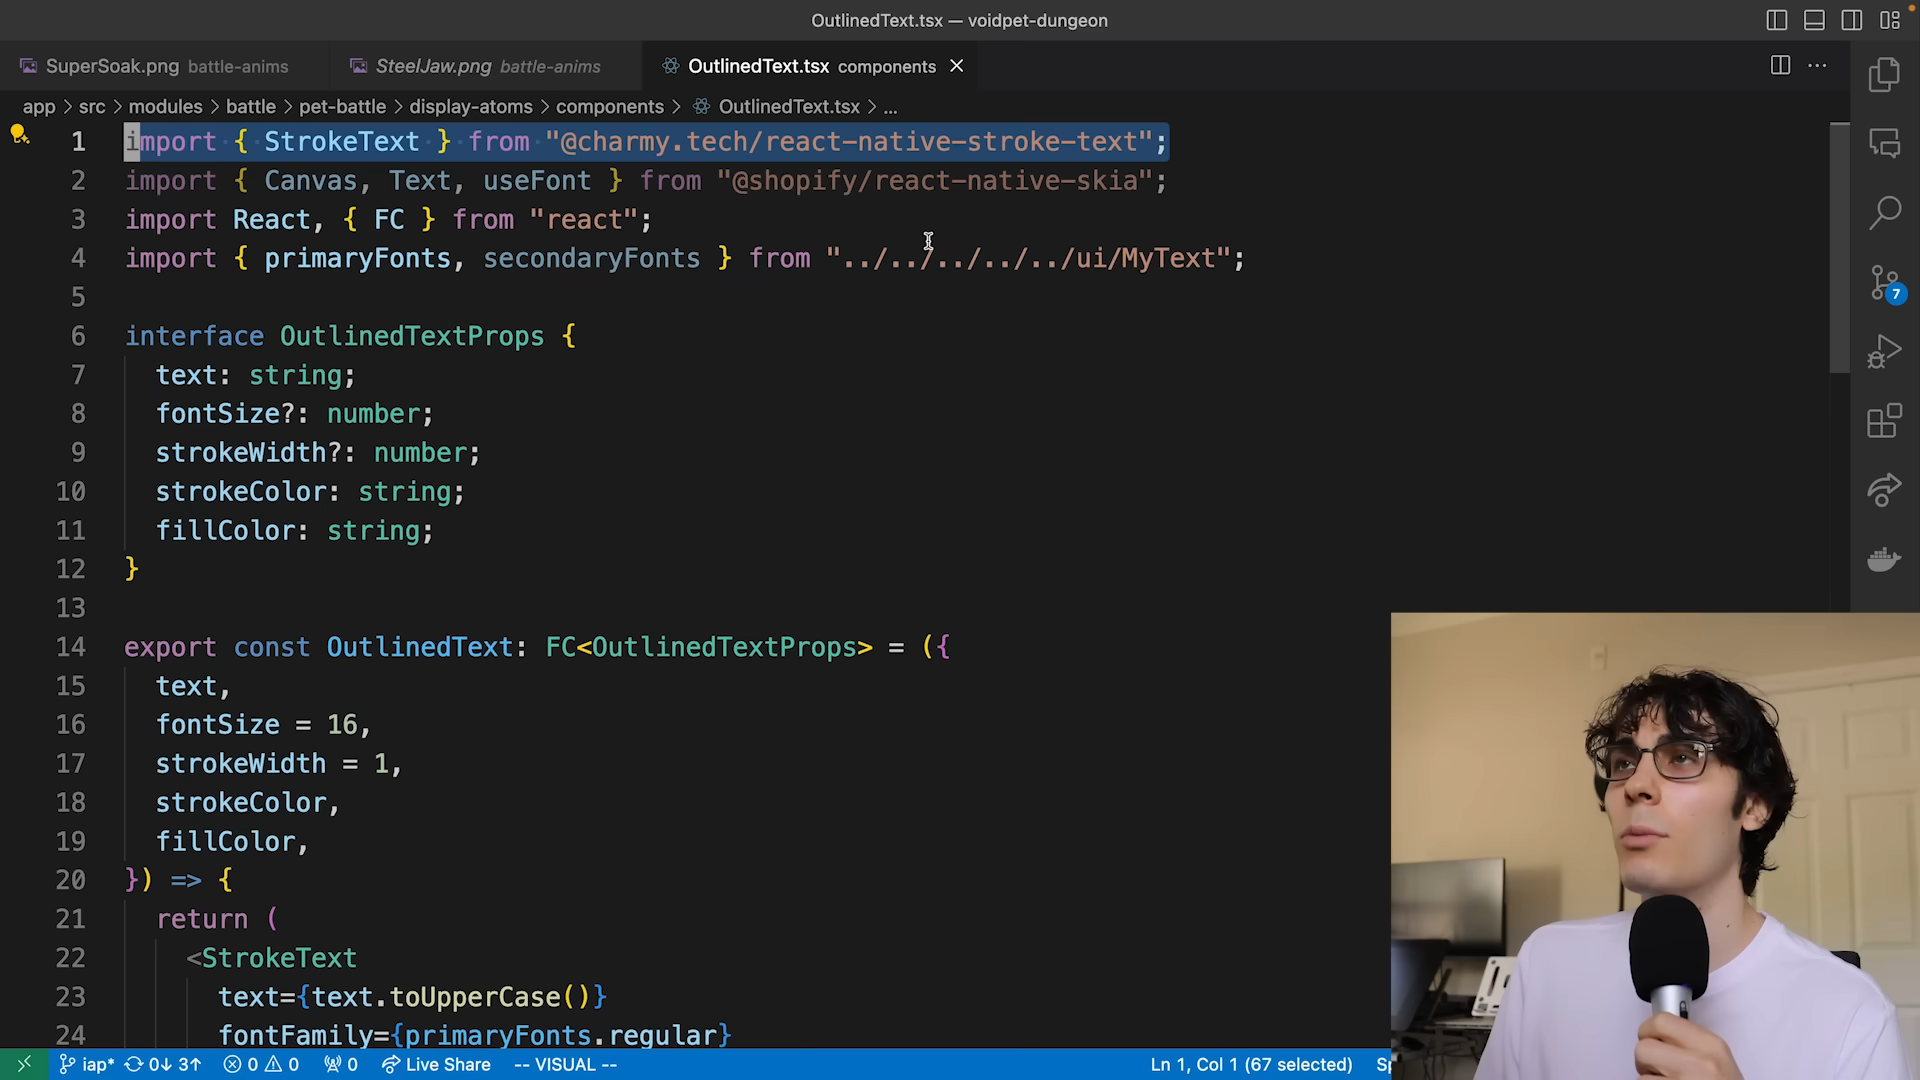 OutlinedText.tsx — voidpet-dungeon
SuperSoak.png battle-anims
SteelJaw.png battle-anims
OutlinedText.tsx components
app > src > modules > battle > pet-battle > display-atoms > components > OutlinedText.tsx > ...
1 import { StrokeText } from "@charmy.tech/react-native-stroke-text";
2 import { Canvas, Text, useFont } from "@shopify/react-native-skia";
3 import React, { FC } from "react";
4 import { primaryFonts, secondaryFonts } from "../../../../../ui/MyText";
5
6 interface OutlinedTextProps {
7 text: string;
8 fontSize?: number;
9 strokeWidth?: number;
10 strokeColor: string;
11 fillColor: string;
12 }
13
14 export const OutlinedText: FC<OutlinedTextProps> = ({
15 text,
16 fontSize = 16,
17 strokeWidth = 1,
18 strokeColor,
19 fillColor,
20 }) => {
21 return (
22 <StrokeText
23 text={text.toUpperCase()}
24 fontFamily={primaryFonts.regular}
7
iap* 0↓ 3↑ 0 0 0 Live Share -- VISUAL -- Ln 1, Col 1 (67 selected) Sp